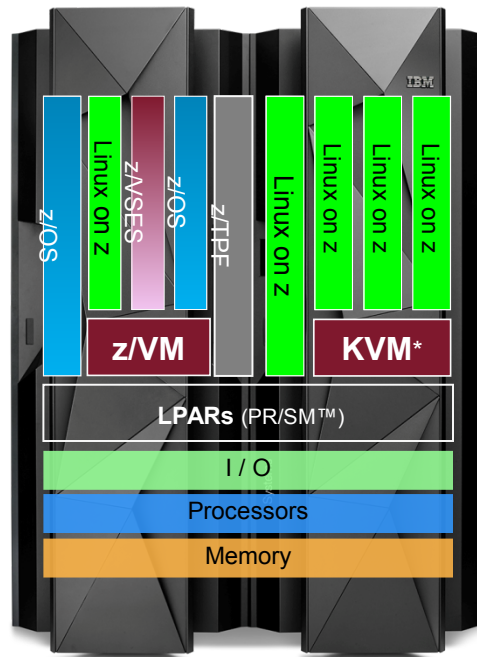 IBM
z/OS
Linux on z
z/VSES
z/OS
z/TPF
Linux on z
Linux on z
Linux on z
Linux on z
z/VM
KVM*
LPARs (PR/SM™)
I / O
Processors
Memory